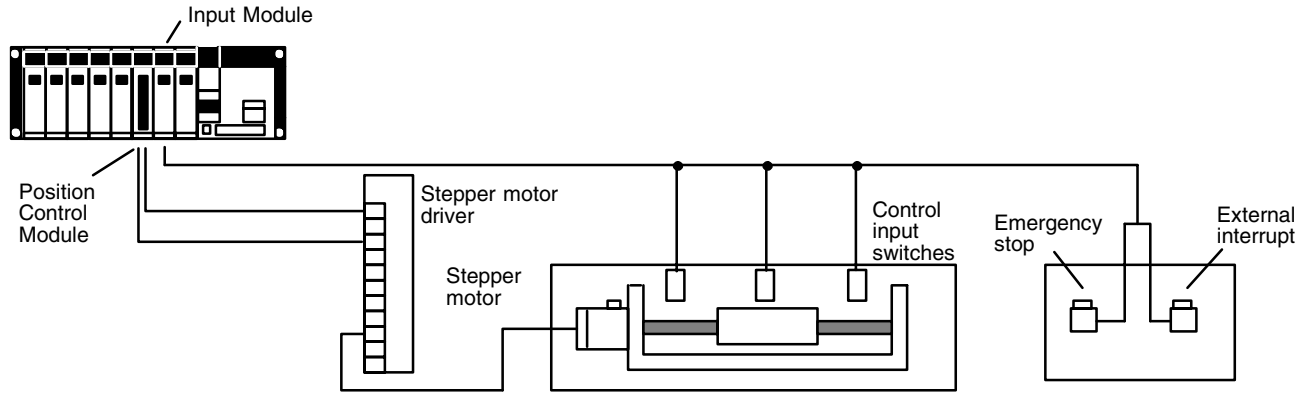 Input Module
Position
Control
Module
Stepper motor
driver
Stepper
motor
Control
input
switches
Emergency
stop
External
interrupt